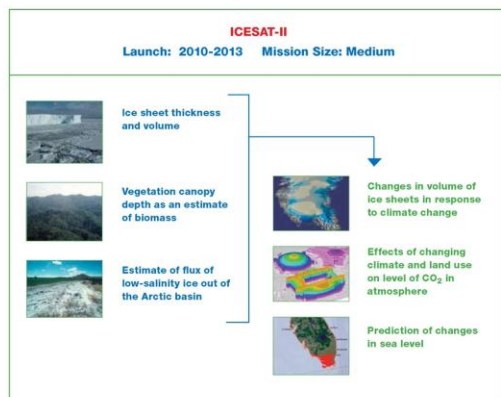 ICESAT-II
Launch: 2010-2013 Mission Size: Medium
Ice sheet thickness
and volume
Vegetation canopy
depth as an estimate
of biomass
Estimate of flux of
low-salinity ice out of
the Arctic basin
Changes in volume of
ice sheets in response
to climate change
Effects of changing
climate and land use
on level of CO₂ in
atmosphere
Prediction of changes
in sea level